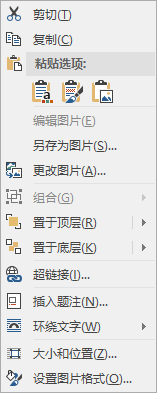 剪切(T)
复制(C)
粘贴选项:
编辑图片(E)
另存为图片(S)...
更改图片(A)...
组合(G)
置于顶层(R)
置于底层(K)
超链接(I)...
插入题注(N)...
环绕文字(W)
大小和位置(Z)...
设置图片格式(O)...